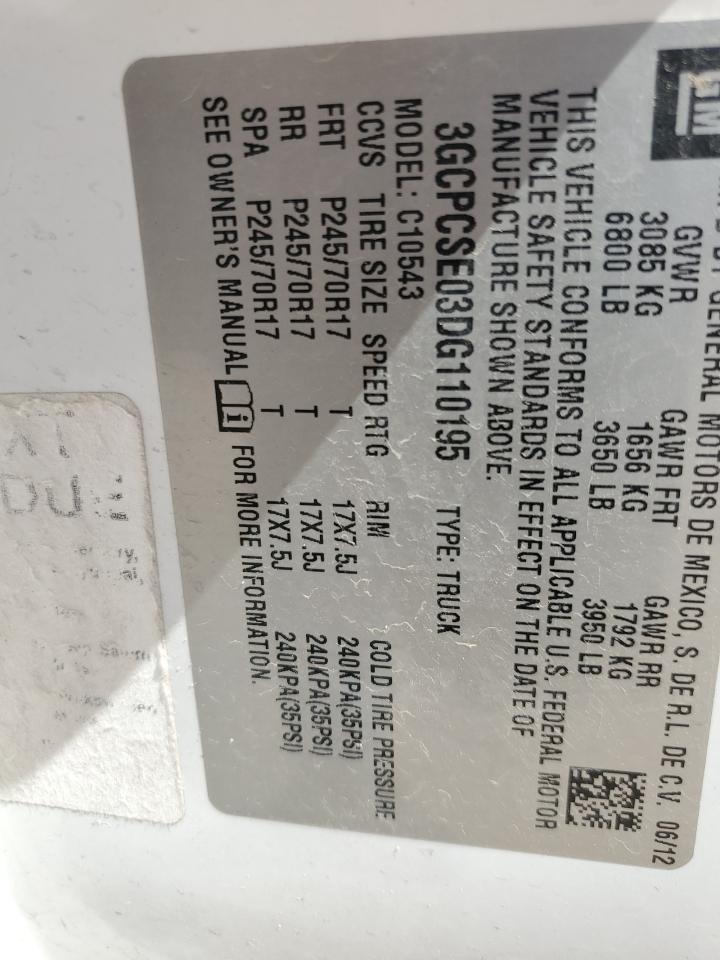 GM
GENERAL MOTORS DE MEXICO, S. DE R.L. DE C.V. 06/12
GVWR GAWR FRT GAWR RR
3085 KG 1656 KG 1792 KG
6800 LB 3650 LB 3950 LB
THIS VEHICLE CONFORMS TO ALL APPLICABLE U.S. FEDERAL MOTOR
VEHICLE SAFETY STANDARDS IN EFFECT ON THE DATE OF
MANUFACTURE SHOWN ABOVE.
3GCPCSE03DG110195 TYPE: TRUCK
MODEL: C10543
CCVS TIRE SIZE SPEED RTG RIM COLD TIRE PRESSURE
FRT P245/70R17 T 17X7.5J 240KPA(35PSI)
RR P245/70R17 T 17X7.5J 240KPA(35PSI)
SPA P245/70R17 T 17X7.5J 240KPA(35PSI)
SEE OWNER'S MANUAL FOR MORE INFORMATION.